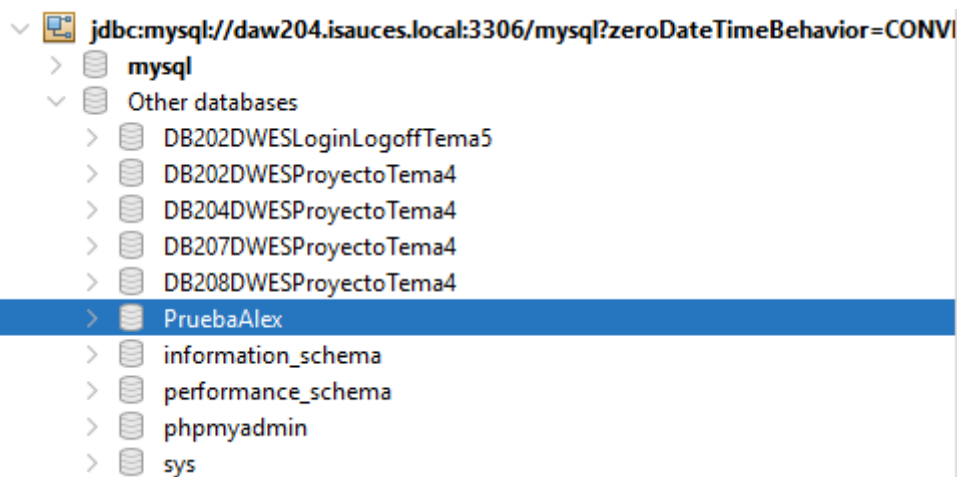 jdbc:mysql://daw204.isauces.local:3306/mysql?zeroDateTimeBehavior=CONV
mysql
Other databases
DB202DWESLoginLogoffTema5
DB202DWESProyectoTema4
DB204DWESProyectoTema4
DB207DWESProyectoTema4
DB208DWESProyectoTema4
PruebaAlex
information_schema
performance_schema
phpmyadmin
sys